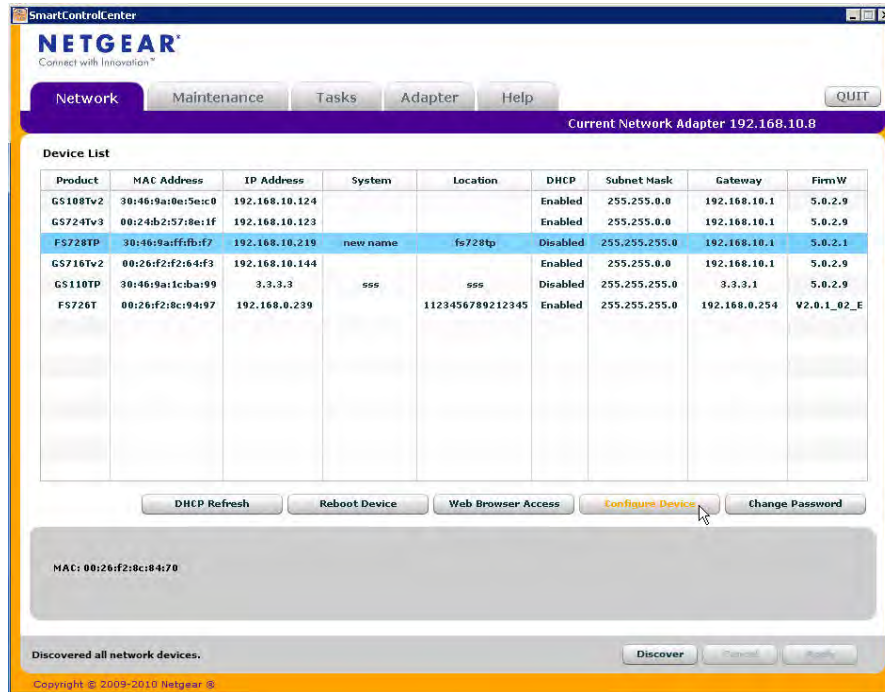 SmartControlCenter
NETGEAR®
Connect with Innovation™
Network Maintenance Tasks Adapter Help QUIT
Current Network Adapter 192.168.10.8
Device List
Product MAC Address IP Address System Location DHCP Subnet Mask Gateway FirmW
GS108Tv2 30:46:9a:0e:5e:c0 192.168.10.124 Enabled 255.255.0.0 192.168.10.1 5.0.2.9
GS724Tv3 00:24:b2:57:8e:1f 192.168.10.123 Enabled 255.255.0.0 192.168.10.1 5.0.2.9
FS728TP 30:46:9a:ff:fb:f7 192.168.10.219 new name fs728tp Disabled 255.255.255.0 192.168.10.1 5.0.2.1
GS716Tv2 00:26:f2:f2:64:f3 192.168.10.144 Enabled 255.255.0.0 192.168.10.1 5.0.2.9
GS110TP 30:46:9a:1c:ba:99 3.3.3.3 sss sss Disabled 255.255.255.0 3.3.3.1 5.0.2.9
FS726T 00:26:f2:8c:94:97 192.168.0.239 1123456789212345 Enabled 255.255.255.0 192.168.0.254 V2.0.1_02_E
DHCP Refresh Reboot Device Web Browser Access Configure Device Change Password
MAC: 00:26:f2:8c:84:70
Discovered all network devices. Discover Cancel Apply
Copyright © 2009-2010 Netgear ®